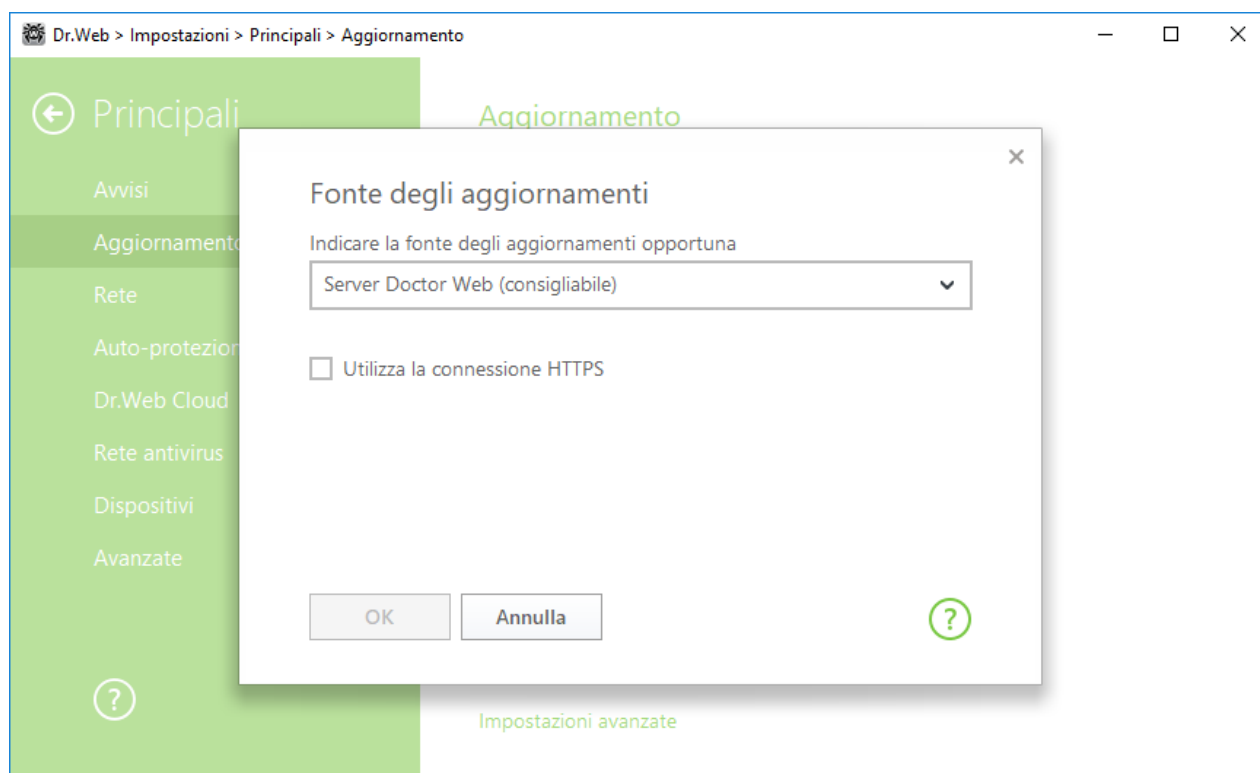 Dr.Web > Impostazioni > Principali > Aggiornamento
Principali
Avvisi
Aggiornamento
Rete
Auto-protezion
Dr.Web Cloud
Rete antivirus
Dispositivi
Avanzate
?
Aggiornamento
Fonte degli aggiornamenti
Indicare la fonte degli aggiornamenti opportuna
Server Doctor Web (consigliabile)
Utilizza la connessione HTTPS
OK
Annulla
?
Impostazioni avanzate